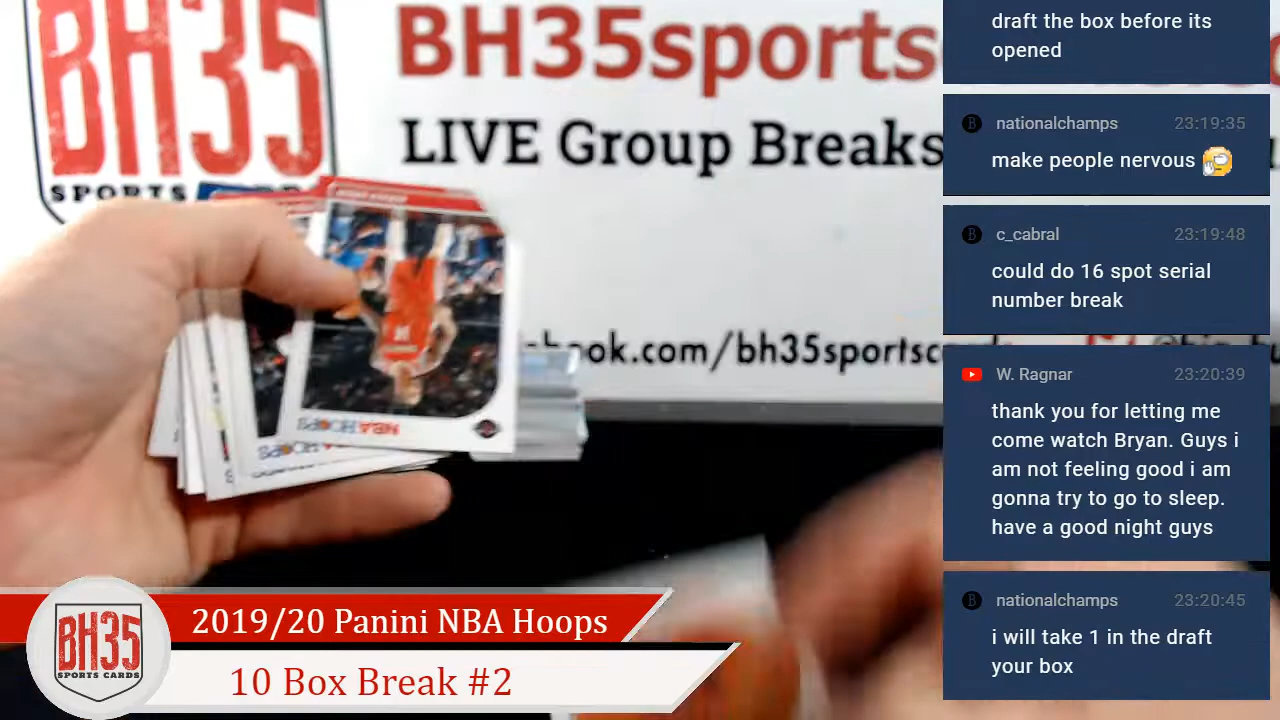 BH35
SPORTS CARD
BH35sports
LIVE Group Breaks
ook.com/bh35sportsc
NBA HOOPS
2019/20 Panini NBA Hoops
10 Box Break #2
BH35
SPORTS CARDS
draft the box before its
opened
nationalchamps 23:19:35
make people nervous
c_cabral 23:19:48
could do 16 spot serial
number break
W. Ragnar 23:20:39
thank you for letting me
come watch Bryan. Guys i
am not feeling good i am
gonna try to go to sleep.
have a good night guys
nationalchamps 23:20:45
i will take 1 in the draft
your box